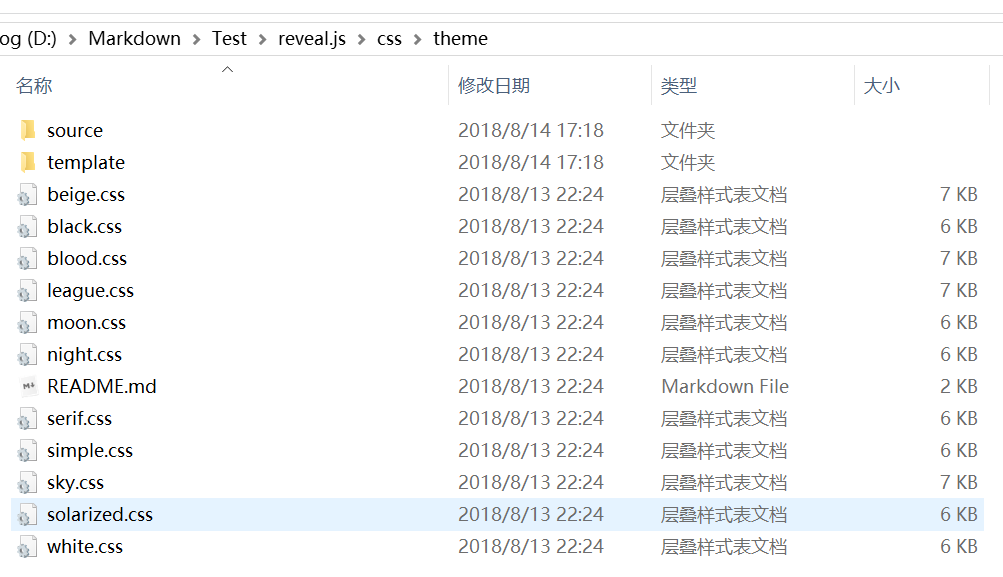 og (D:) > Markdown > Test > reveal.js > css > theme
名称 修改日期 类型 大小
source 2018/8/14 17:18 文件夹
template 2018/8/14 17:18 文件夹
beige.css 2018/8/13 22:24 层叠样式表文档 7 KB
black.css 2018/8/13 22:24 层叠样式表文档 6 KB
blood.css 2018/8/13 22:24 层叠样式表文档 7 KB
league.css 2018/8/13 22:24 层叠样式表文档 7 KB
moon.css 2018/8/13 22:24 层叠样式表文档 6 KB
night.css 2018/8/13 22:24 层叠样式表文档 6 KB
README.md 2018/8/13 22:24 Markdown File 2 KB
serif.css 2018/8/13 22:24 层叠样式表文档 6 KB
simple.css 2018/8/13 22:24 层叠样式表文档 6 KB
sky.css 2018/8/13 22:24 层叠样式表文档 7 KB
solarized.css 2018/8/13 22:24 层叠样式表文档 6 KB
white.css 2018/8/13 22:24 层叠样式表文档 6 KB